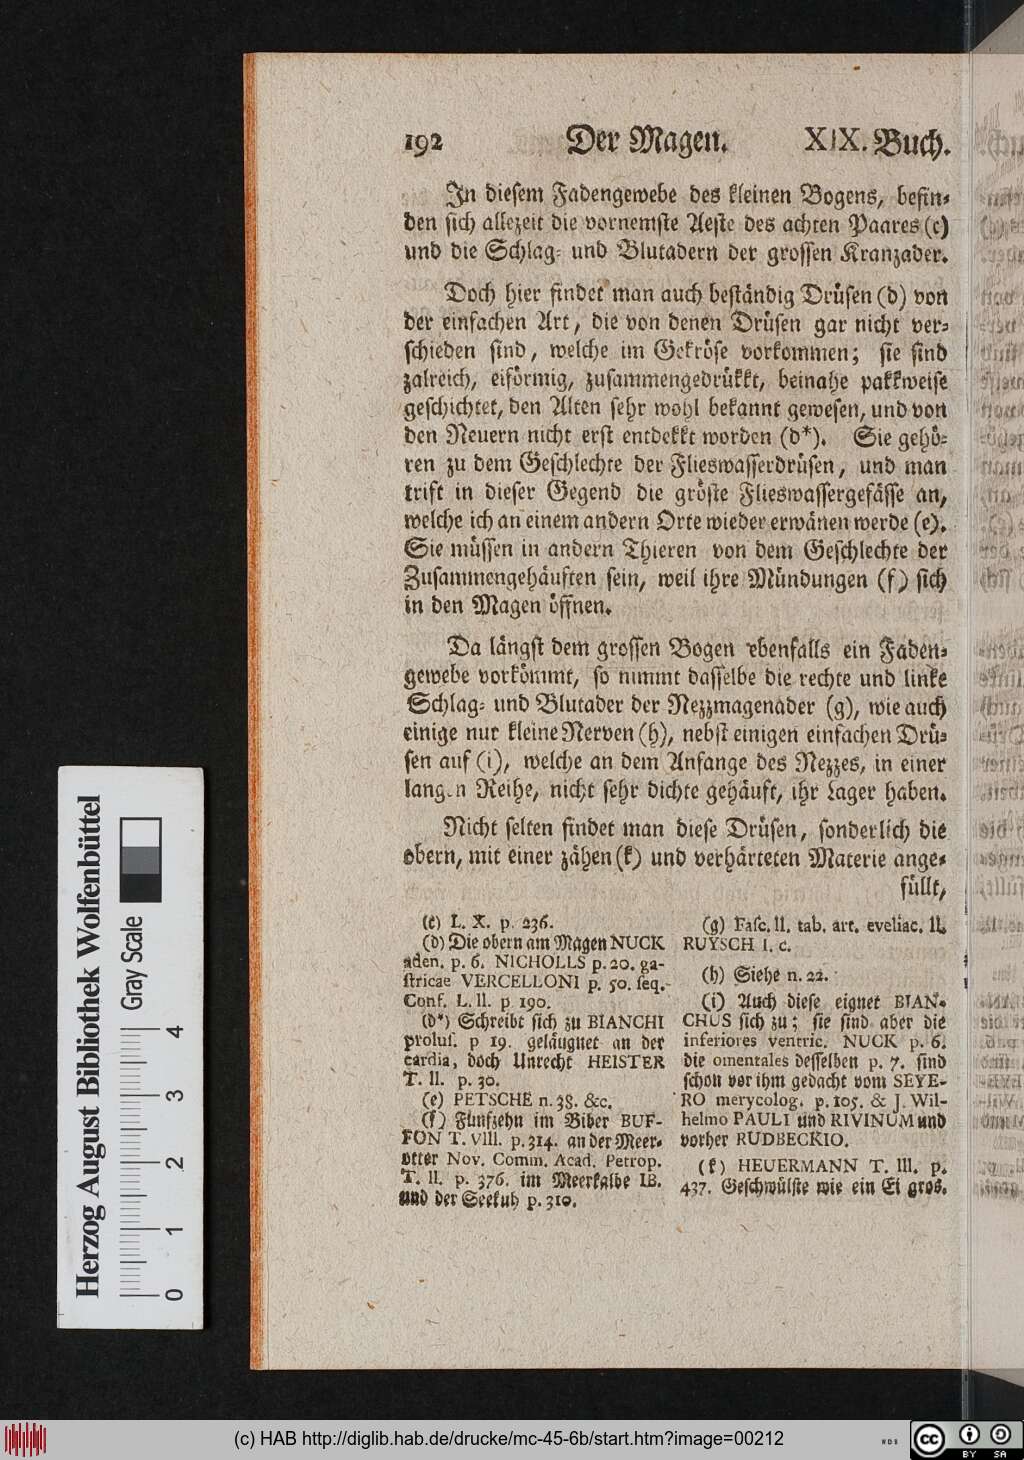 192 Der Magen. XIX. Buch.
In diesem Fadengewebe des kleinen Bogens, befin-
den sich allezeit die vornemste Aeste des achten Paares (c)
und die Schlag- und Blutadern der grossen Kranzader.
Doch hier findet man auch beständig Drüsen (d) von
der einfachen Art, die von denen Drüsen gar nicht ver-
schieden sind, welche im Gekröse vorkommen; sie sind
zalreich, eiförmig, zusammengedrükkt, beinahe pakkweise
geschichtet, den Alten sehr wohl bekannt gewesen, und von
den Neuern nicht erst entdekkt worden (d*). Sie gehö-
ren zu dem Geschlechte der Flieswasserdrüsen, und man
trift in dieser Gegend die gröste Flieswassergefässe an,
welche ich an einem andern Orte wieder erwänen werde (e).
Sie müssen in andern Thieren von dem Geschlechte der
Zusammengehäuften sein, weil ihre Mündungen (f) sich
in den Magen öffnen.
Da längst dem grossen Bogen ebenfalls ein Faden-
gewebe vorkömmt, so nimmt dasselbe die rechte und linke
Schlag- und Blutader der Nezzmagenader (g), wie auch
einige nur kleine Nerven (h), nebst einigen einfachen Drü-
sen auf (i), welche an dem Anfange des Nezzes, in einer
langen Reihe, nicht sehr dichte gehäuft, ihr Lager haben.
Nicht selten findet man diese Drüsen, sonderlich die
obern, mit einer zähen (k) und verhärteten Materie ange-
füllt,
(c) L. X. p. 236.
(d) Die obern am Magen NUCK
aden. p. 6. NICHOLLS p. 20. ga-
stricae VERCELLONI p. 50. seq.
Conf. L. II. p. 190.
(d*) Schreibt sich zu BIANCHI
prolus. p 19. geläugnet an der
cardia, doch Unrecht HEISTER
T. II. p. 30.
(e) PETSCHE n. 38. &c.
(f) Funfzehn im Biber BUF-
FON T. VIII. p. 314. an der Meer-
otter Nov. Comm. Acad. Petrop.
T. II. p. 376. im Meerkalbe IB.
und der Seekuh p. 310.
(g) Fasc. II. tab. art. eveliac. II.
RUYSCH I. c.
(h) Siehe n. 22.
(i) Auch diese eignet BIAN-
CHUS sich zu; sie sind aber die
inferiores ventric. NUCK p. 6.
die omentales desselben p. 7. sind
schon vor ihm gedacht vom SEYE-
RO merycolog. p. 105. & J. Wil-
helmo PAULI und RIVINUM und
vorher RUDBECKIO.
(k) HEUERMANN T. III. p.
437. Geschwülste wie ein Ei gros.
Herzog August Bibliothek Wolfenbüttel
Gray Scale
0 1 2 3 4
(c) HAB http://diglib.hab.de/drucke/mc-45-6b/start.htm?image=00212
cc BY SA